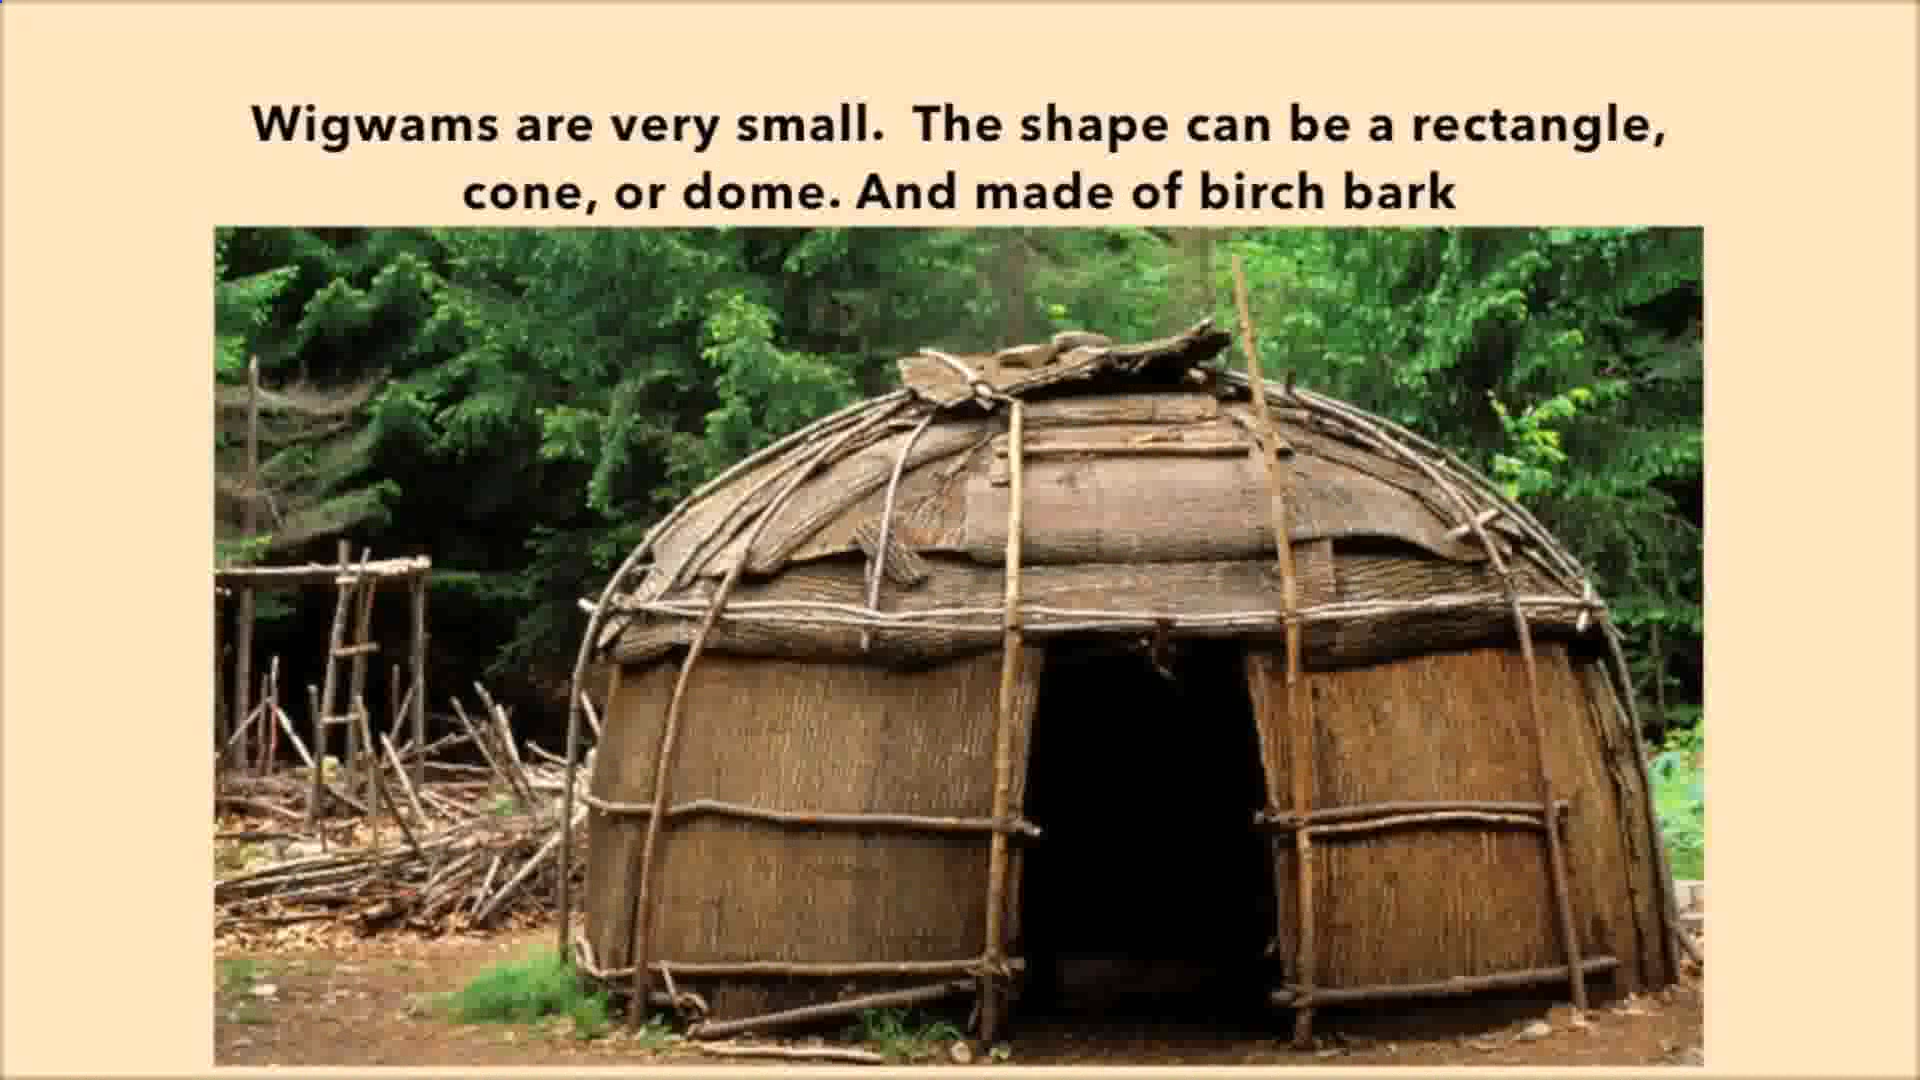 Wigwams are very small.  The shape can be a rectangle,
cone, or dome. And made of birch bark